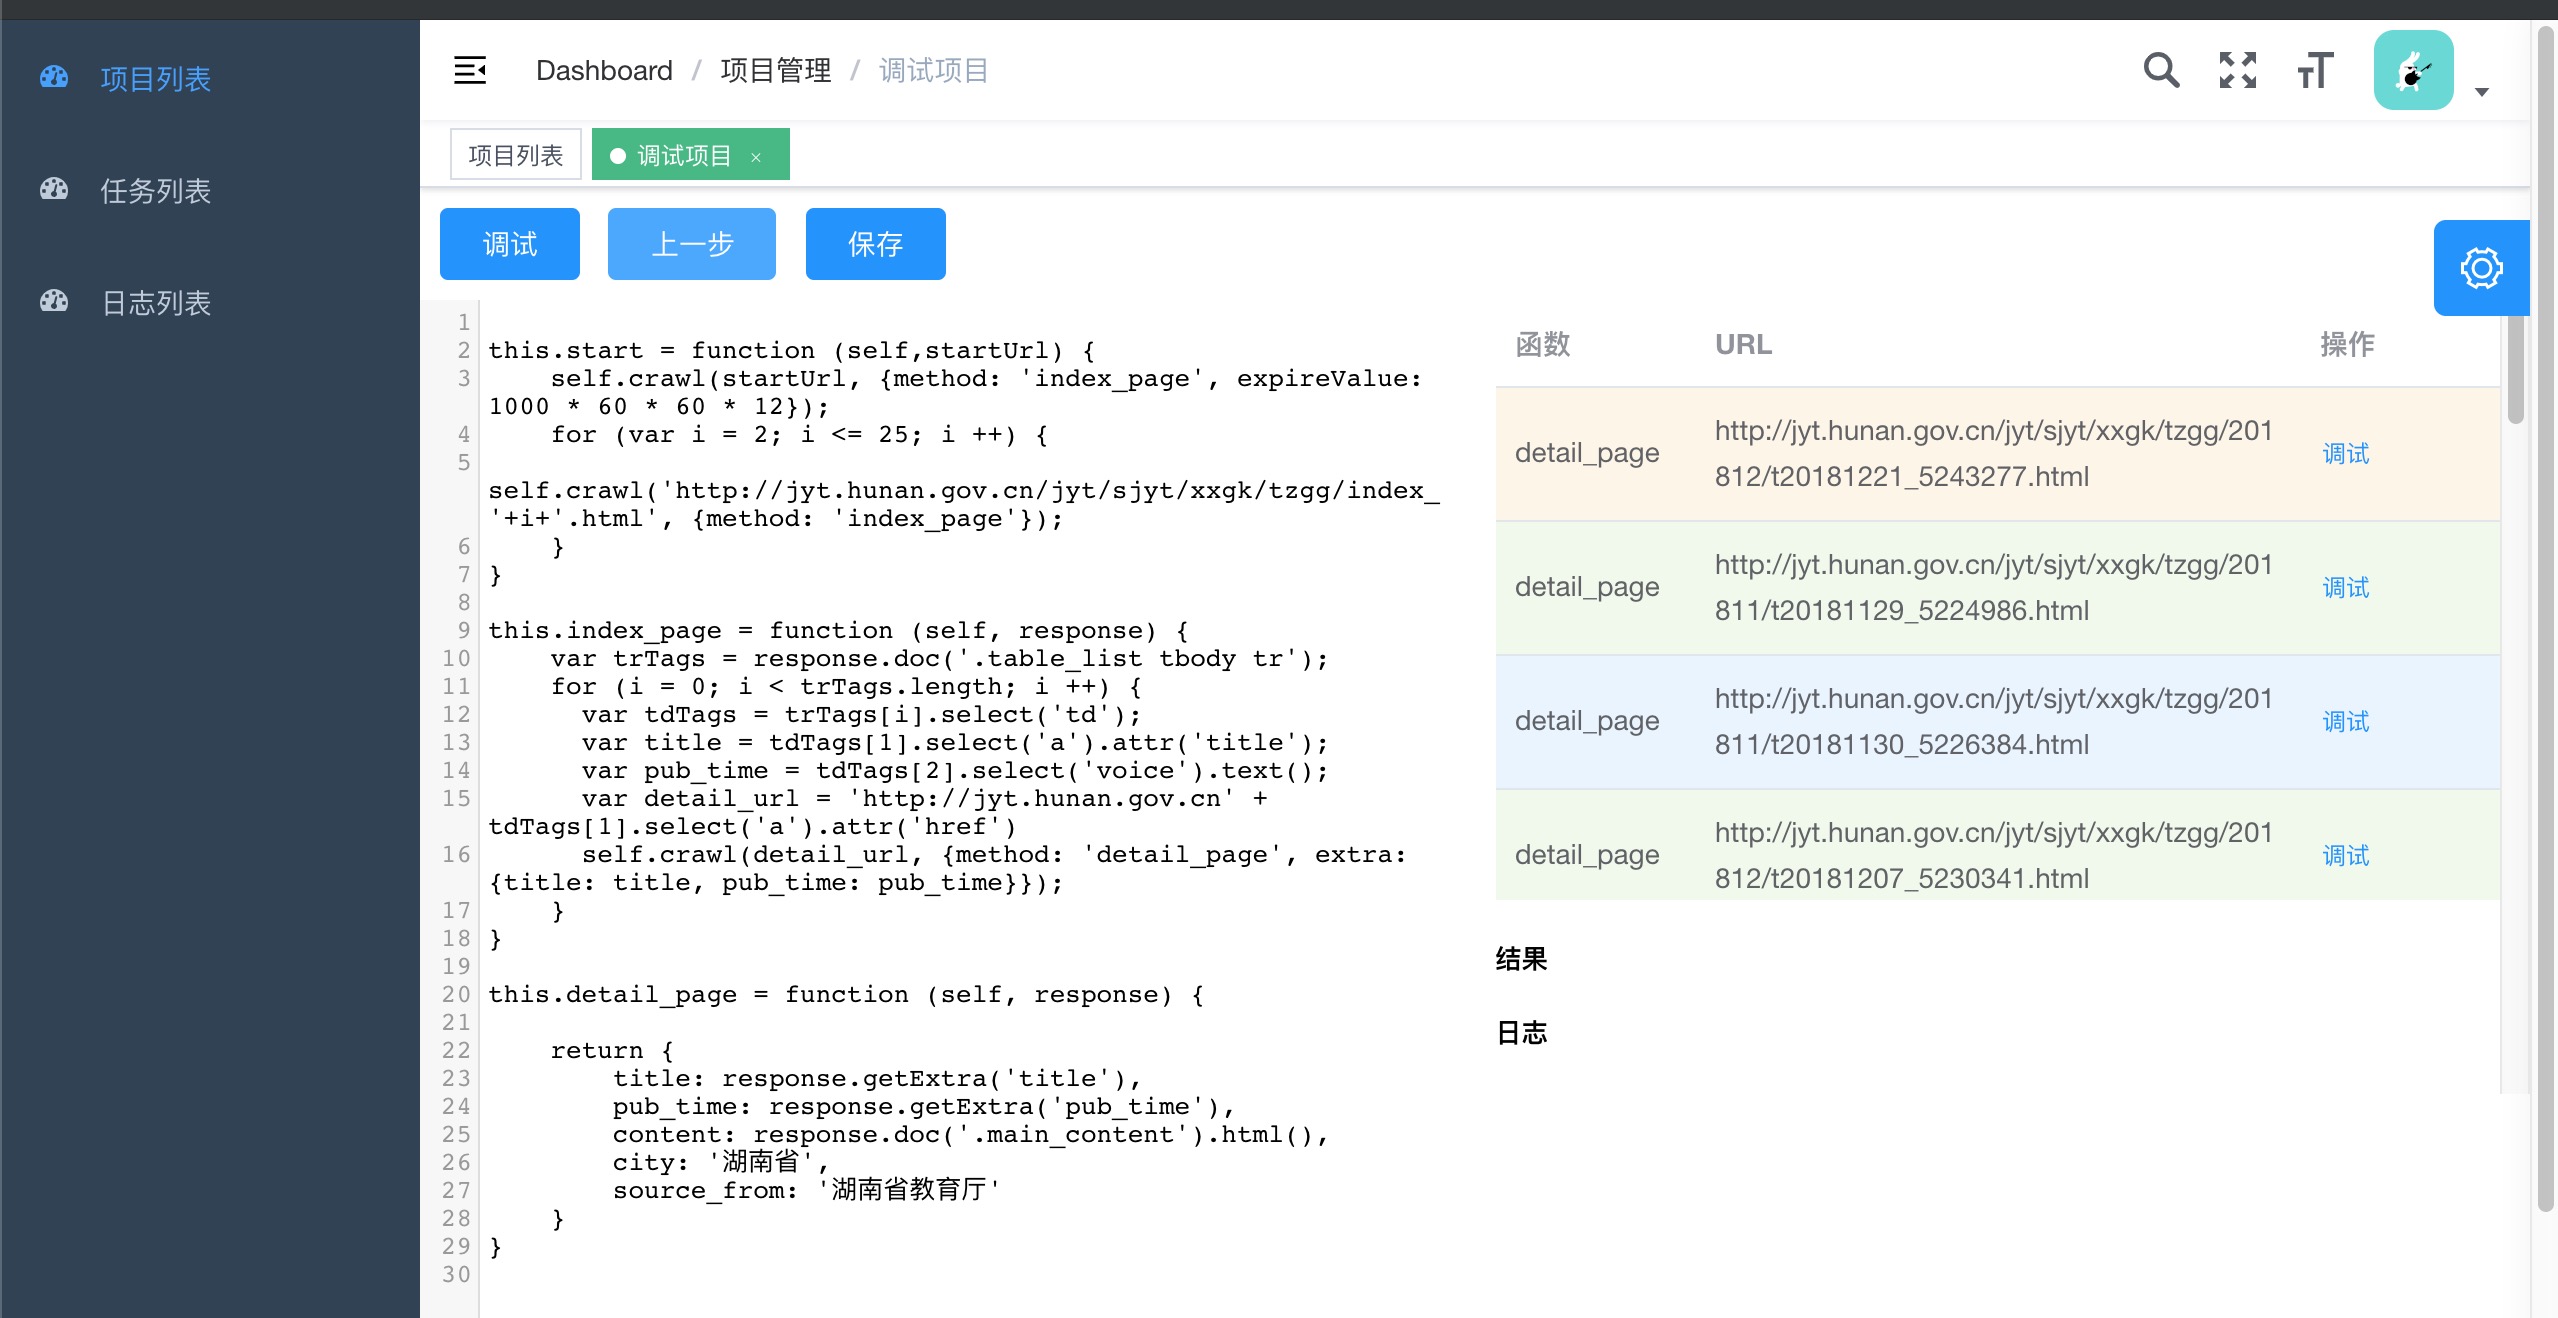 项目列表
任务列表
日志列表
Dashboard / 项目管理 / 调试项目
项目列表 调试项目 ×
调试 上一步 保存
1
2 this.start = function (self,startUrl) {
3 self.crawl(startUrl, {method: 'index_page', expireValue:
1000 * 60 * 60 * 12});
4 for (var i = 2; i <= 25; i ++) {
5
self.crawl('http://jyt.hunan.gov.cn/jyt/sjyt/xxgk/tzgg/index_
'+i+'.html', {method: 'index_page'});
6 }
7 }
8
9 this.index_page = function (self, response) {
10 var trTags = response.doc('.table_list tbody tr');
11 for (i = 0; i < trTags.length; i ++) {
12 var tdTags = trTags[i].select('td');
13 var title = tdTags[1].select('a').attr('title');
14 var pub_time = tdTags[2].select('voice').text();
15 var detail_url = 'http://jyt.hunan.gov.cn' +
tdTags[1].select('a').attr('href')
16 self.crawl(detail_url, {method: 'detail_page', extra:
{title: title, pub_time: pub_time}});
17 }
18 }
19
20 this.detail_page = function (self, response) {
21
22 return {
23 title: response.getExtra('title'),
24 pub_time: response.getExtra('pub_time'),
25 content: response.doc('.main_content').html(),
26 city: '湖南省',
27 source_from: '湖南省教育厅'
28 }
29 }
30
函数 URL 操作
detail_page http://jyt.hunan.gov.cn/jyt/sjyt/xxgk/tzgg/201
812/t20181221_5243277.html 调试
detail_page http://jyt.hunan.gov.cn/jyt/sjyt/xxgk/tzgg/201
811/t20181129_5224986.html 调试
detail_page http://jyt.hunan.gov.cn/jyt/sjyt/xxgk/tzgg/201
811/t20181130_5226384.html 调试
detail_page http://jyt.hunan.gov.cn/jyt/sjyt/xxgk/tzgg/201
812/t20181207_5230341.html 调试
结果
日志